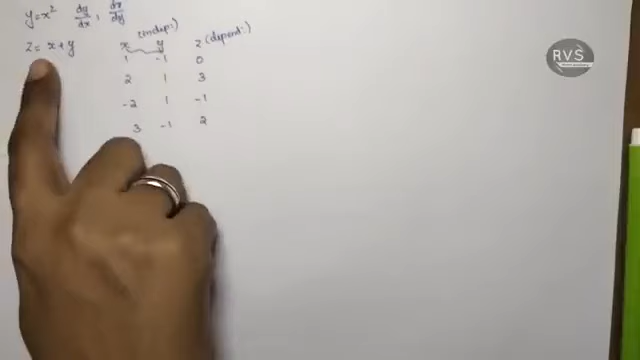 y = x² dy/dx, dx/dy
z = x + y
(indep:)
x y z (depend:)
1 -1 0
2 1 3
-2 1 -1
3 -1 2
RVS